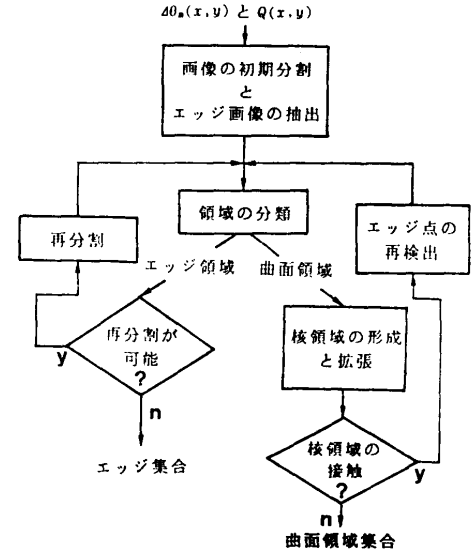 Δθm(x,y) と Q(x,y)
画像の初期分割
と
エッジ画像の抽出
領域の分類
再分割
エッジ点の
再検出
エッジ領域
曲面領域
再分割が
可能
?
y
n
エッジ集合
核領域の形成
と拡張
核領域の
接触
?
y
n
曲面領域集合